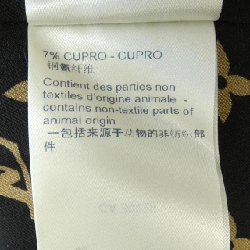 7% CUPRO - CUPRO
铜氨纤维
Contient des parties non
textiles d'origine animale -
contains non-textile parts of
animal origin
一包括来源于动物的非纺织部
件